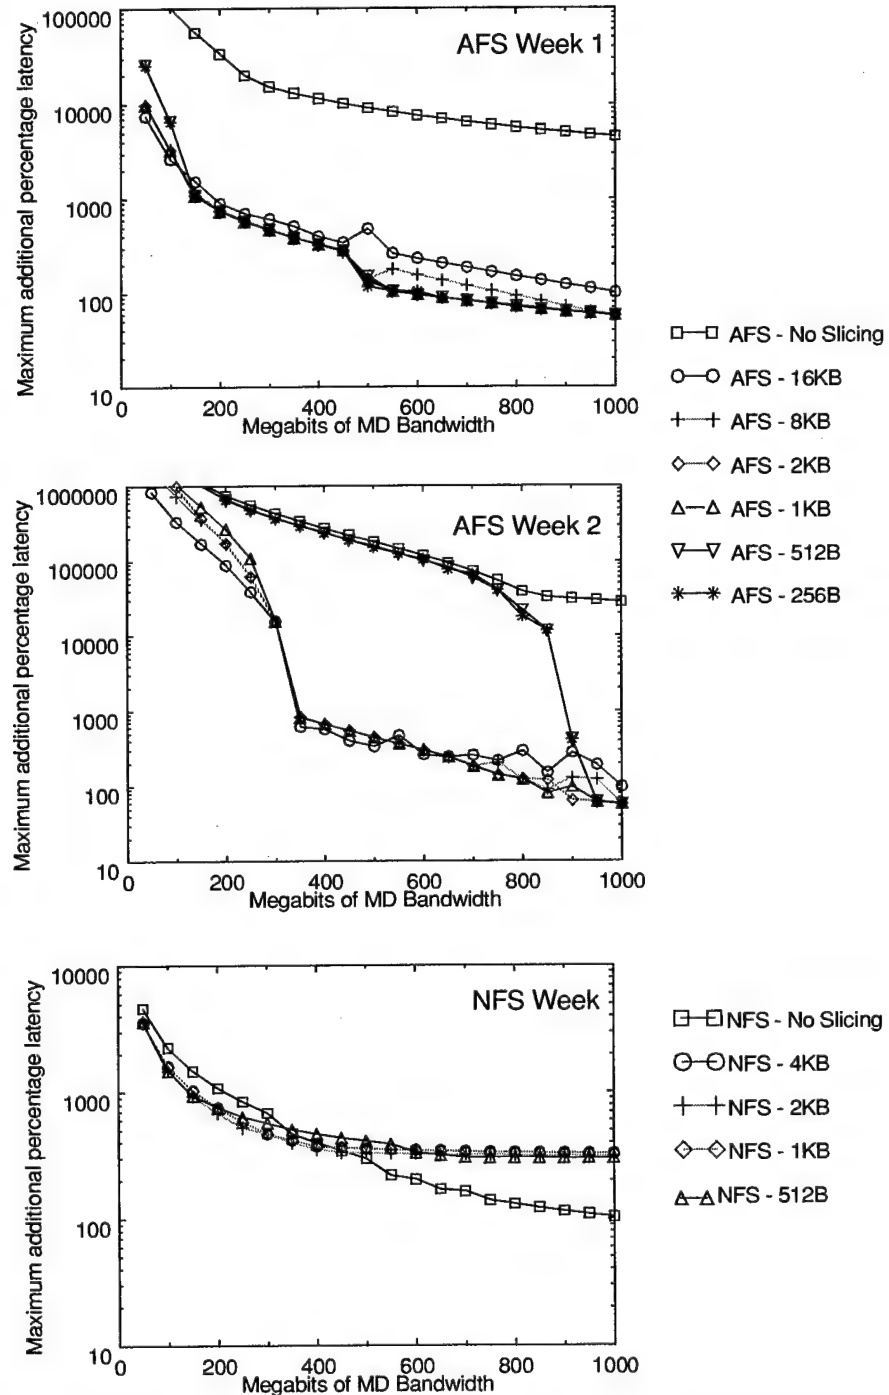 AFS Week 1
Maximum additional percentage latency
100000
10000
1000
100
10
0
200
400
600
800
1000
Megabits of MD Bandwidth
AFS - No Slicing
AFS - 16KB
AFS - 8KB
AFS - 2KB
AFS - 1KB
AFS - 512B
AFS - 256B
AFS Week 2
Maximum additional percentage latency
1000000
100000
10000
1000
100
10
0
200
400
600
800
1000
Megabits of MD Bandwidth
NFS Week
Maximum additional percentage latency
10000
1000
100
10
0
200
400
600
800
1000
Megabits of MD Bandwidth
NFS - No Slicing
NFS - 4KB
NFS - 2KB
NFS - 1KB
NFS - 512B